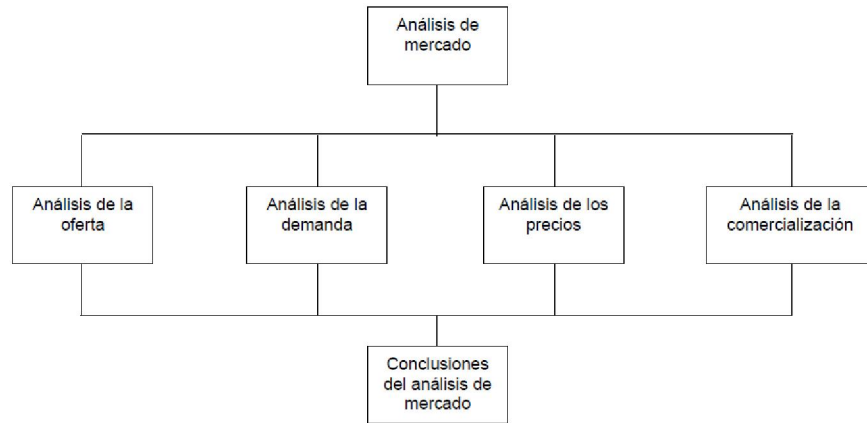 Análisis de
mercado
Análisis de la
oferta
Análisis de la
demanda
Análisis de los
precios
Análisis de la
comercialización
Conclusiones
del análisis de
mercado